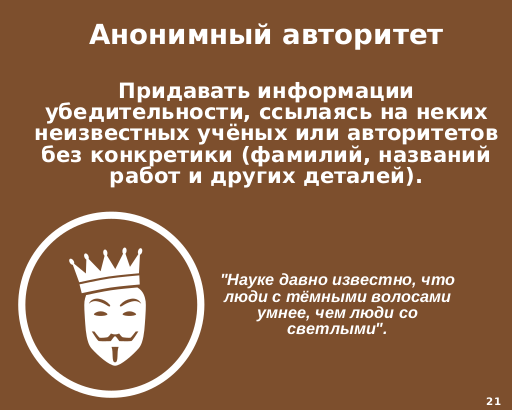 Анонимный авторитет
Придавать информации
убедительности, ссылаясь на неких
неизвестных учёных или авторитетов
без конкретики (фамилий, названий
работ и других деталей).
"Науке давно известно, что
люди с тёмными волосами
умнее, чем люди со
светлыми".
21